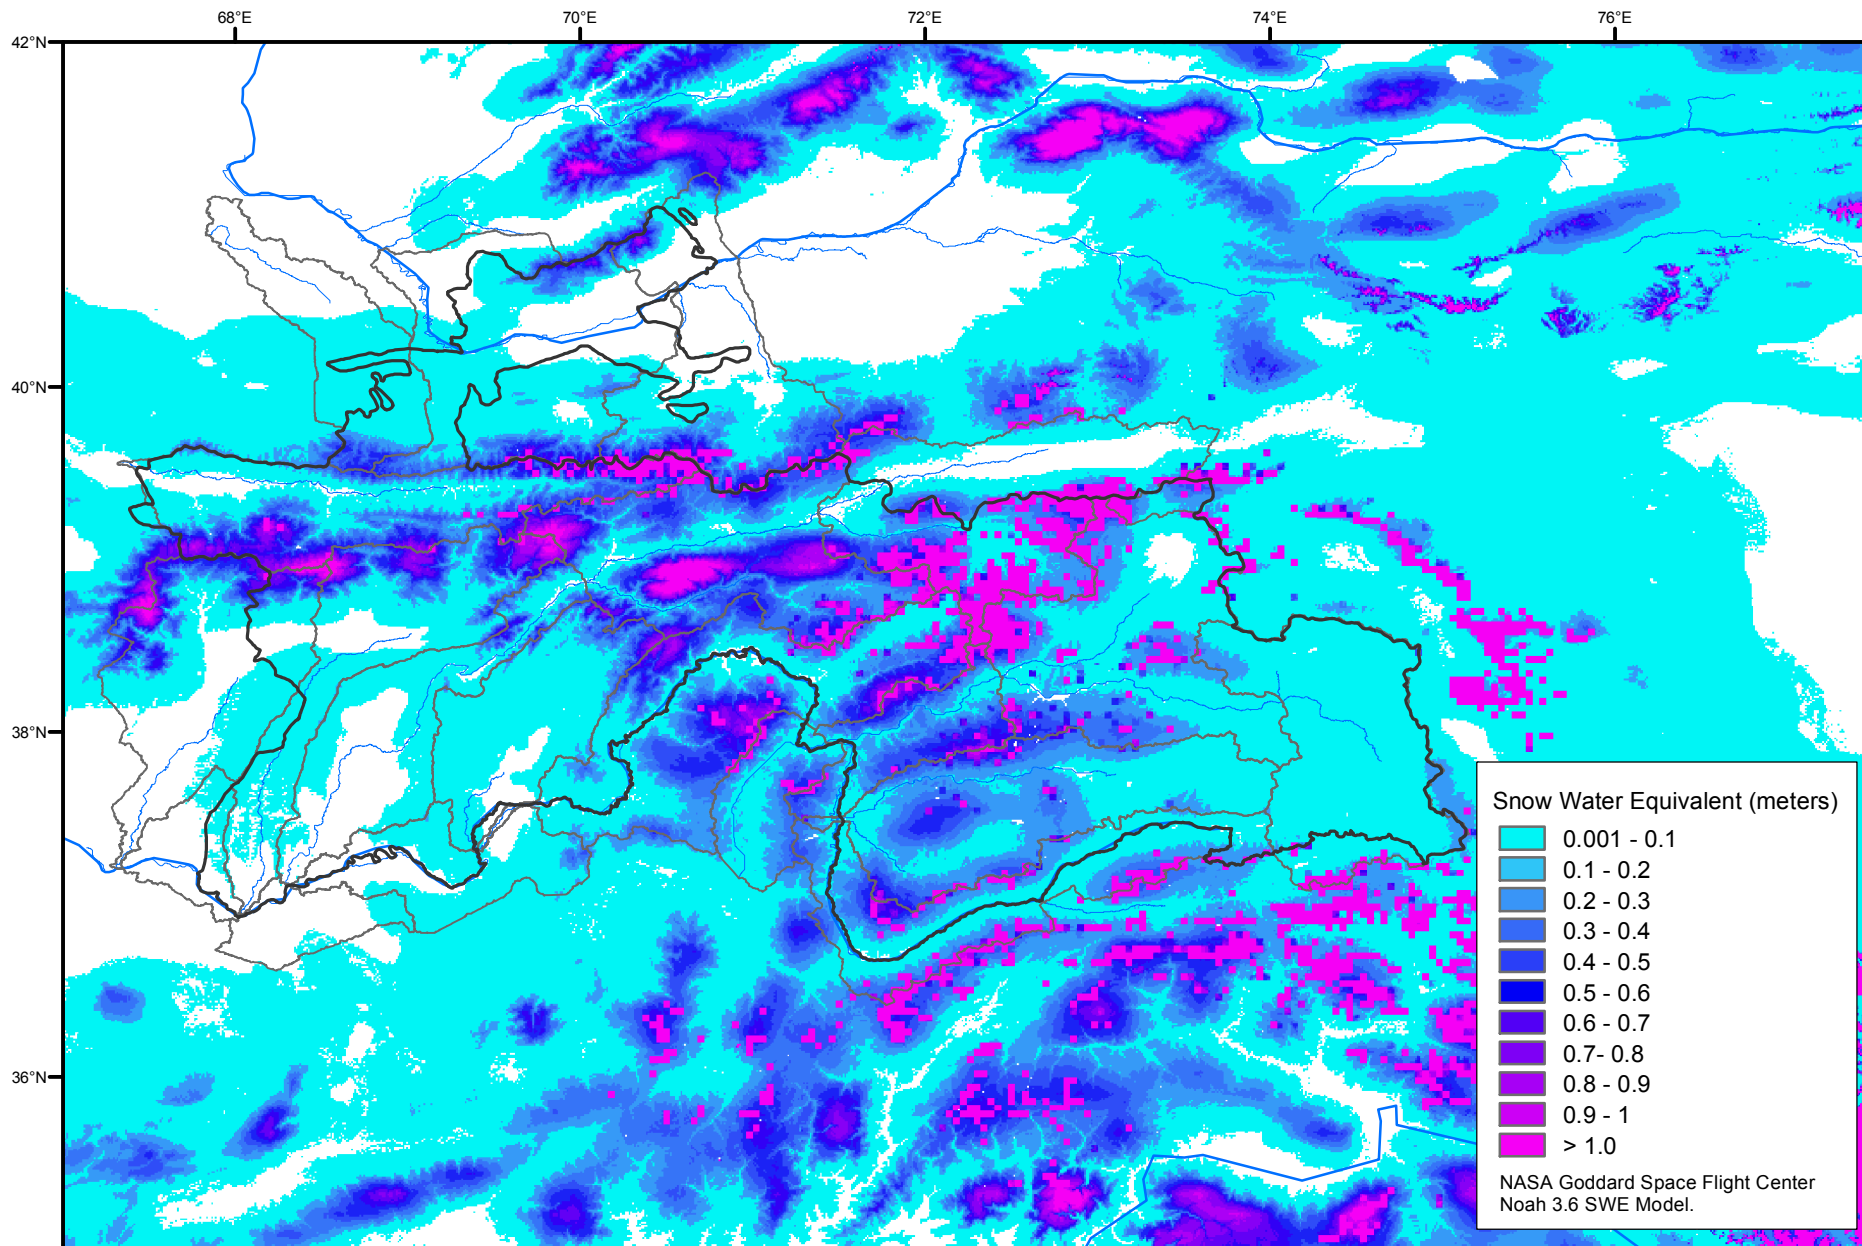 68°E 70°E 72°E 74°E 76°E
42°N
40°N
38°N
36°N
Snow Water Equivalent (meters)
0.001 - 0.1
0.1 - 0.2
0.2 - 0.3
0.3 - 0.4
0.4 - 0.5
0.5 - 0.6
0.6 - 0.7
0.7- 0.8
0.8 - 0.9
0.9 - 1
> 1.0
NASA Goddard Space Flight Center
Noah 3.6 SWE Model.